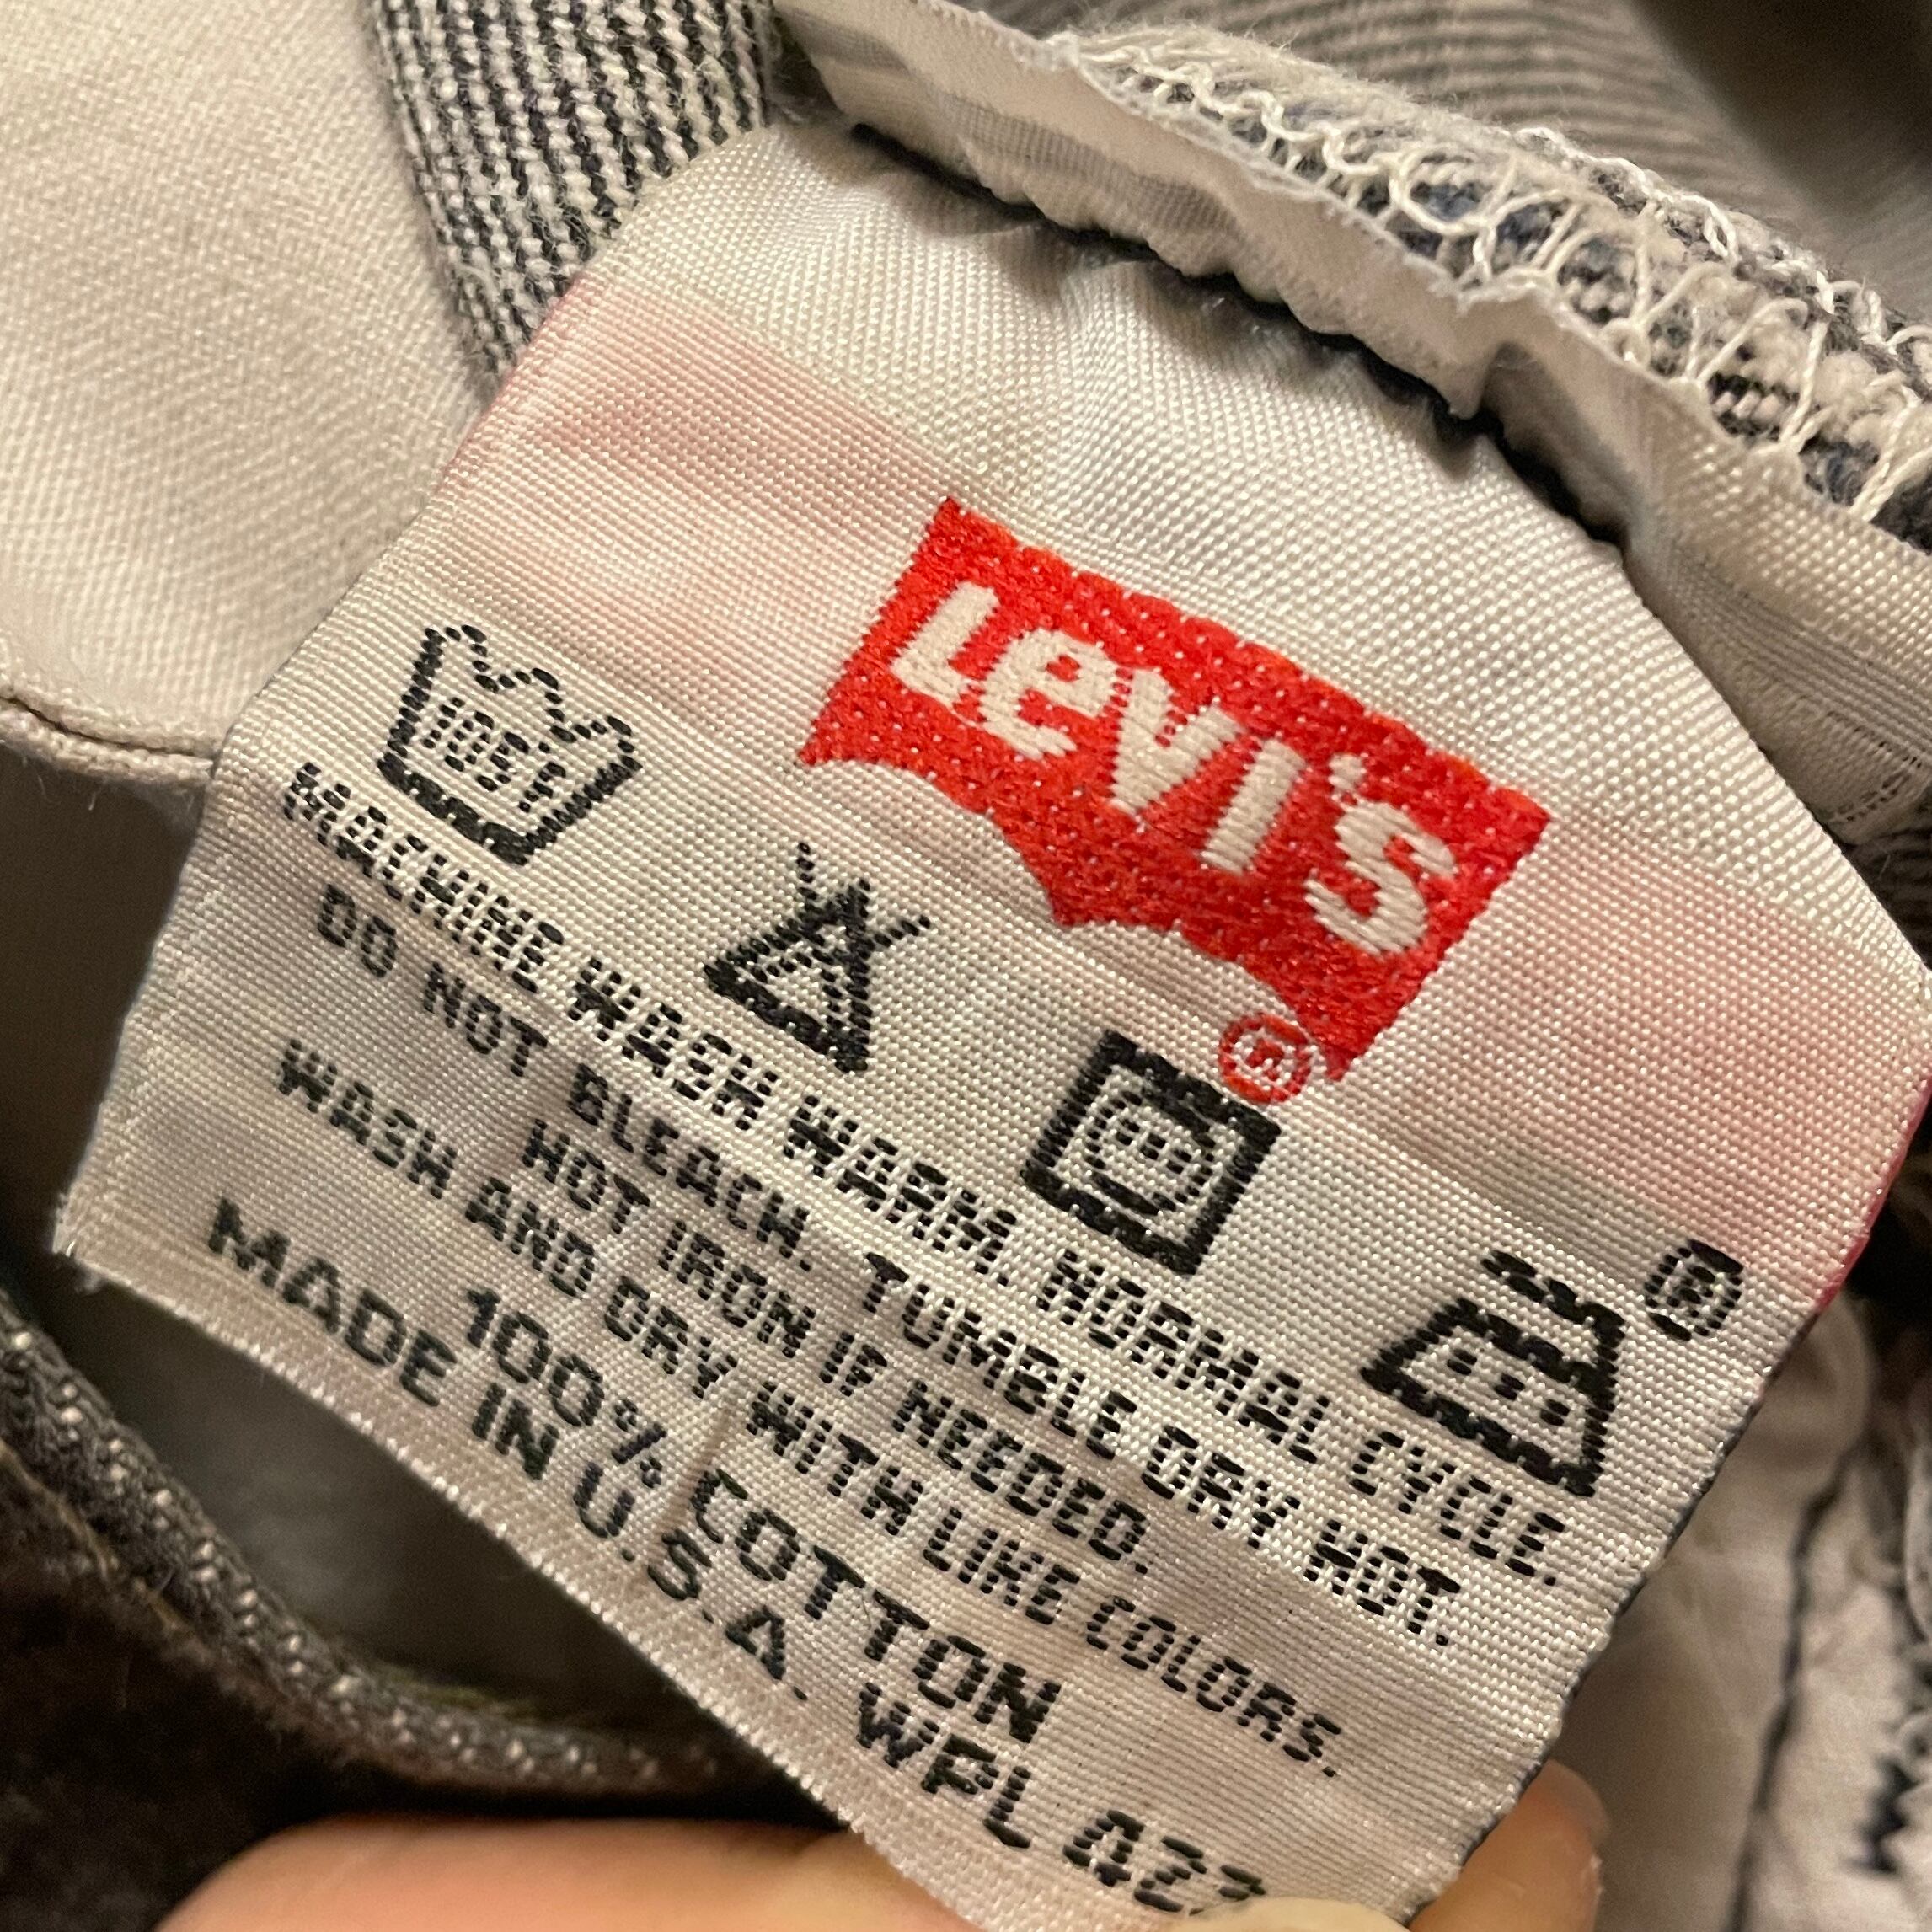 Levi's
®
105°F
®
MACHINE WASH WARM. NORMAL CYCLE.
DO NOT BLEACH. TUMBLE DRY HOT.
HOT IRON IF NEEDED.
WASH AND DRY WITH LIKE COLORS.
100% COTTON
MADE IN U.S.A. WPL 423